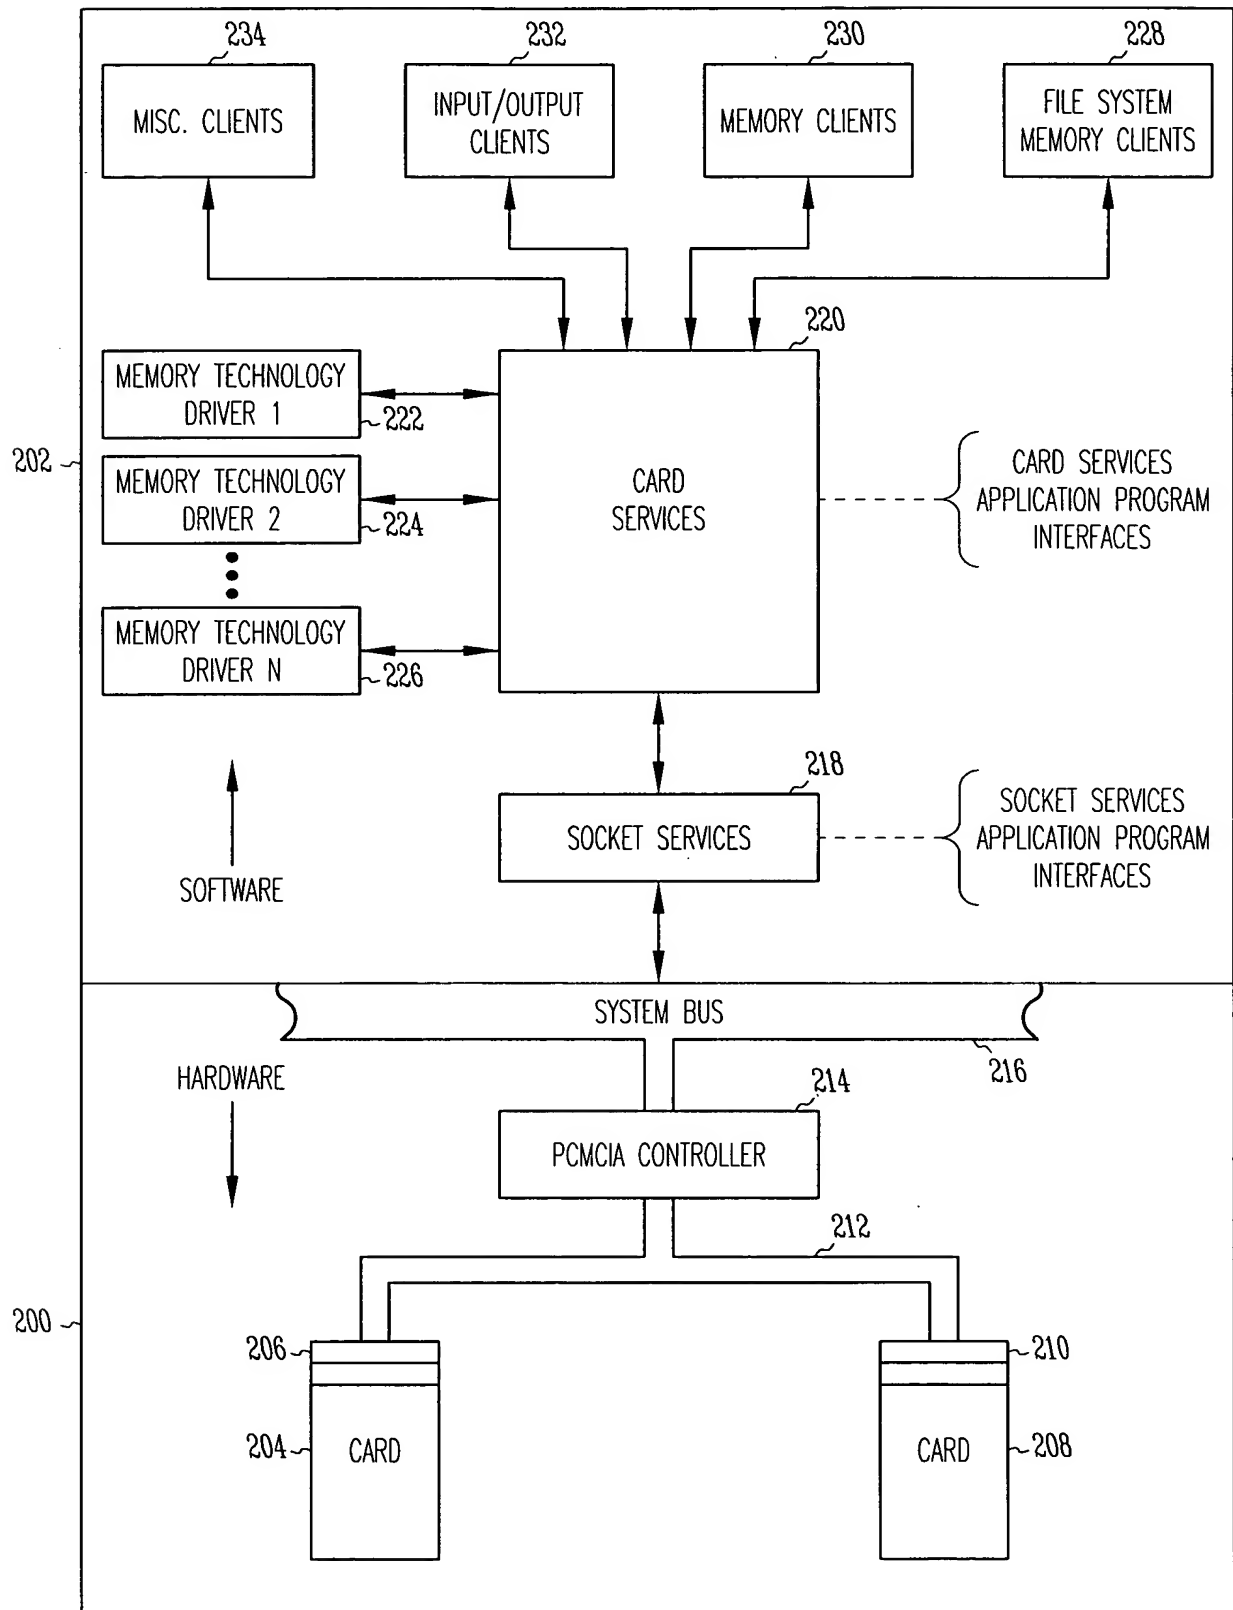 234
232
230
228
MISC. CLIENTS
INPUT/OUTPUT
CLIENTS
MEMORY CLIENTS
FILE SYSTEM
MEMORY CLIENTS
220
MEMORY TECHNOLOGY
DRIVER 1
222
202
MEMORY TECHNOLOGY
DRIVER 2
224
MEMORY TECHNOLOGY
DRIVER N
226
CARD
SERVICES
CARD SERVICES
APPLICATION PROGRAM
INTERFACES
218
SOCKET SERVICES
SOCKET SERVICES
APPLICATION PROGRAM
INTERFACES
SOFTWARE
SYSTEM BUS
216
HARDWARE
214
PCMCIA CONTROLLER
212
200
206
210
204
CARD
CARD
208